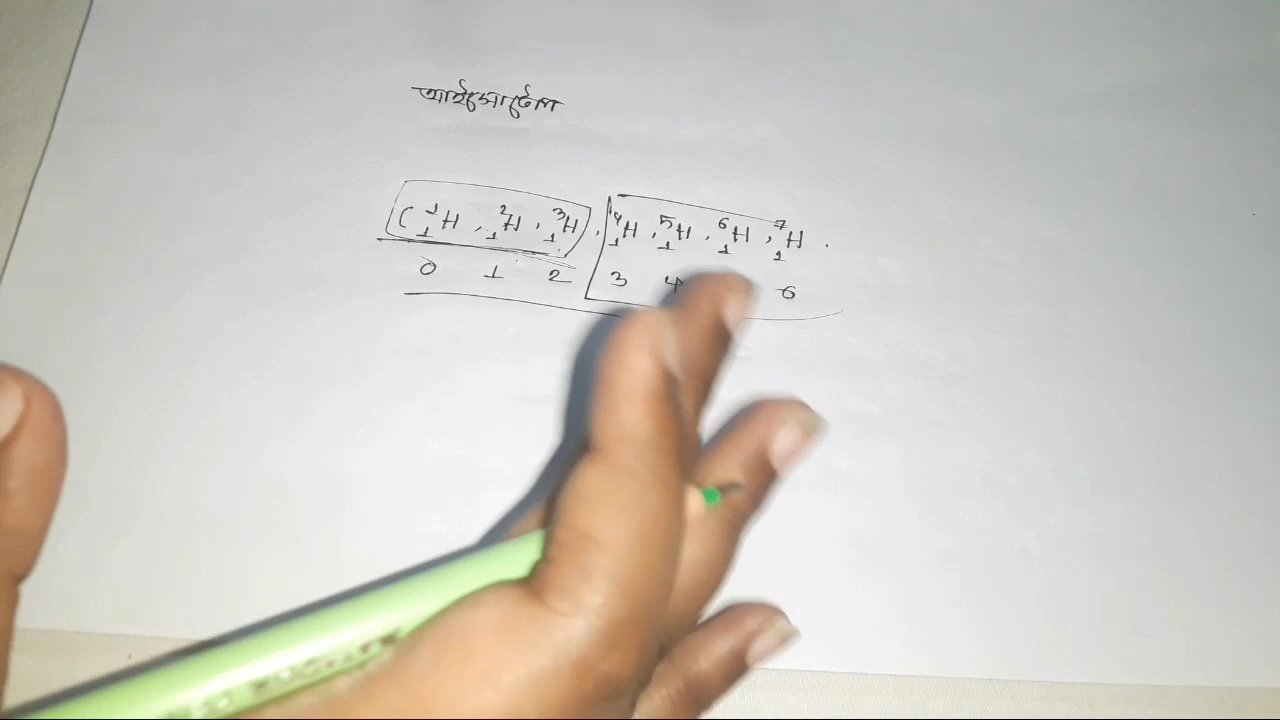 আইসোটোপ
( ¹₁H , ²₁H , ³₁H ) , ⁴₁H , ⁵₁H , ⁶₁H , ⁷₁H .
0 1 2 3 4 6